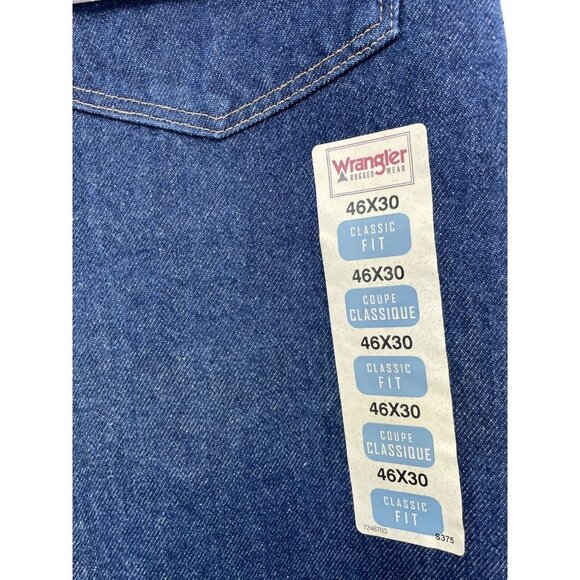 Wrangler
RUGGED WEAR
46X30
CLASSIC
FIT
46X30
COUPE
CLASSIQUE
46X30
CLASSIC
FIT
46X30
COUPE
CLASSIQUE
46X30
CLASSIC
FIT
7248703 S375